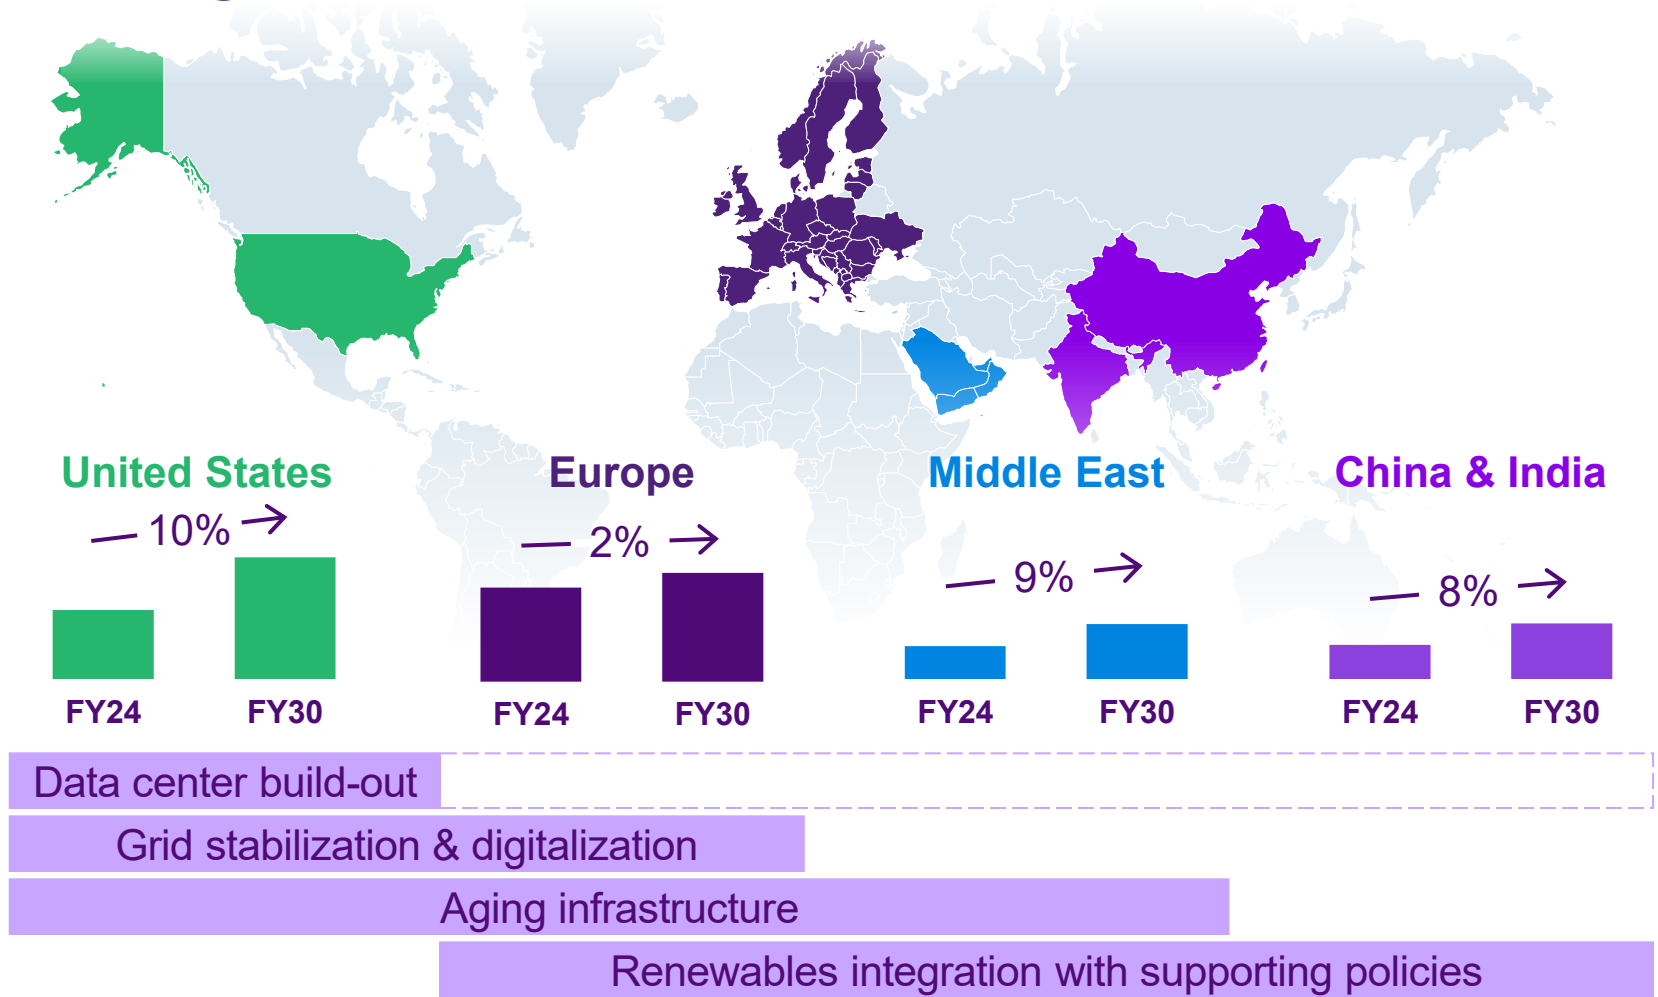 United States
Europe
Middle East
China & India
10%
2%
9%
8%
FY24
FY30
FY24
FY30
FY24
FY30
FY24
FY30
Data center build-out
Grid stabilization & digitalization
Aging infrastructure
Renewables integration with supporting policies